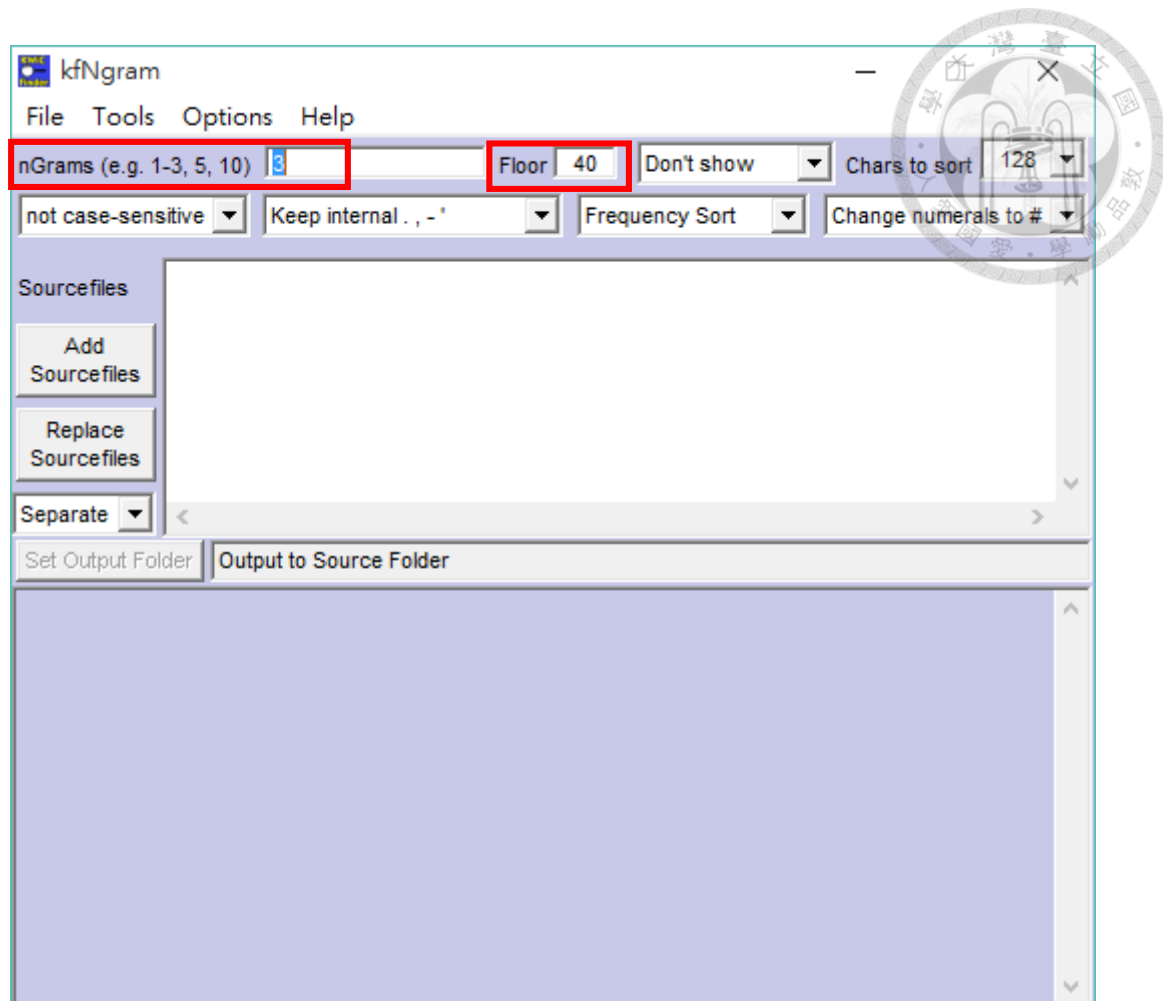 kfNgram
File Tools Options Help
nGrams (e.g. 1-3, 5, 10) 3 Floor 40 Don't show Chars to sort 128
not case-sensitive Keep internal . , - ' Frequency Sort Change numerals to #
Sourcefiles
Add
Sourcefiles
Replace
Sourcefiles
Separate
Set Output Folder Output to Source Folder